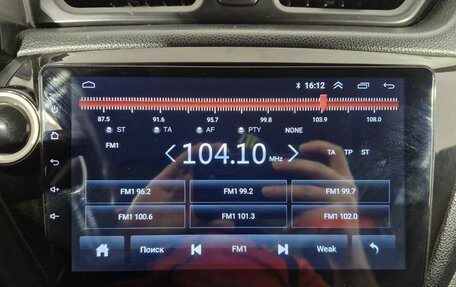 16:12
87.5 91.6 95.7 99.8 103.9 108.0
ST TA AF PTY NONE
FM1
104.10 MHz
TA TP ST
FM1 96.2 FM1 99.2 FM1 99.7
FM1 100.6 FM1 101.3 FM1 102.0
Поиск FM1 Weak